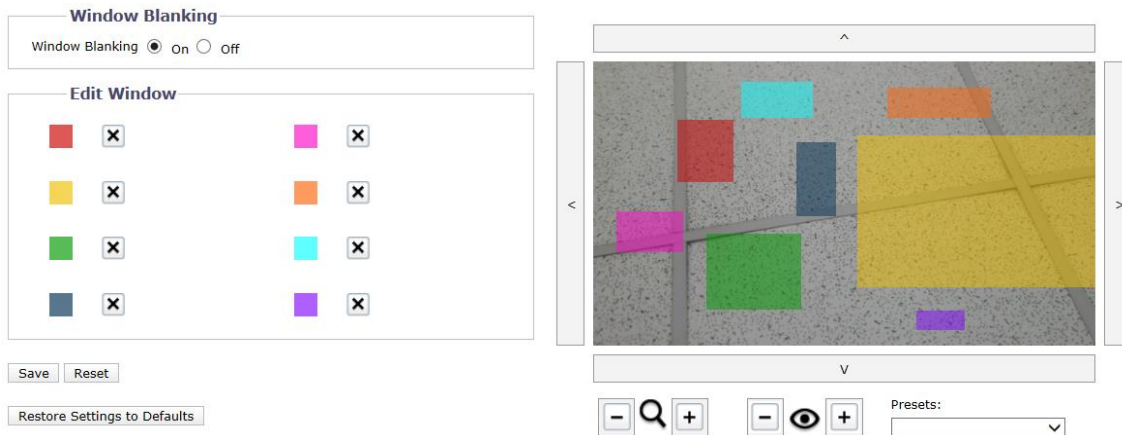 Window Blanking
Window Blanking On Off
Edit Window
Save Reset
Restore Settings to Defaults
^
<
>
v
Presets: